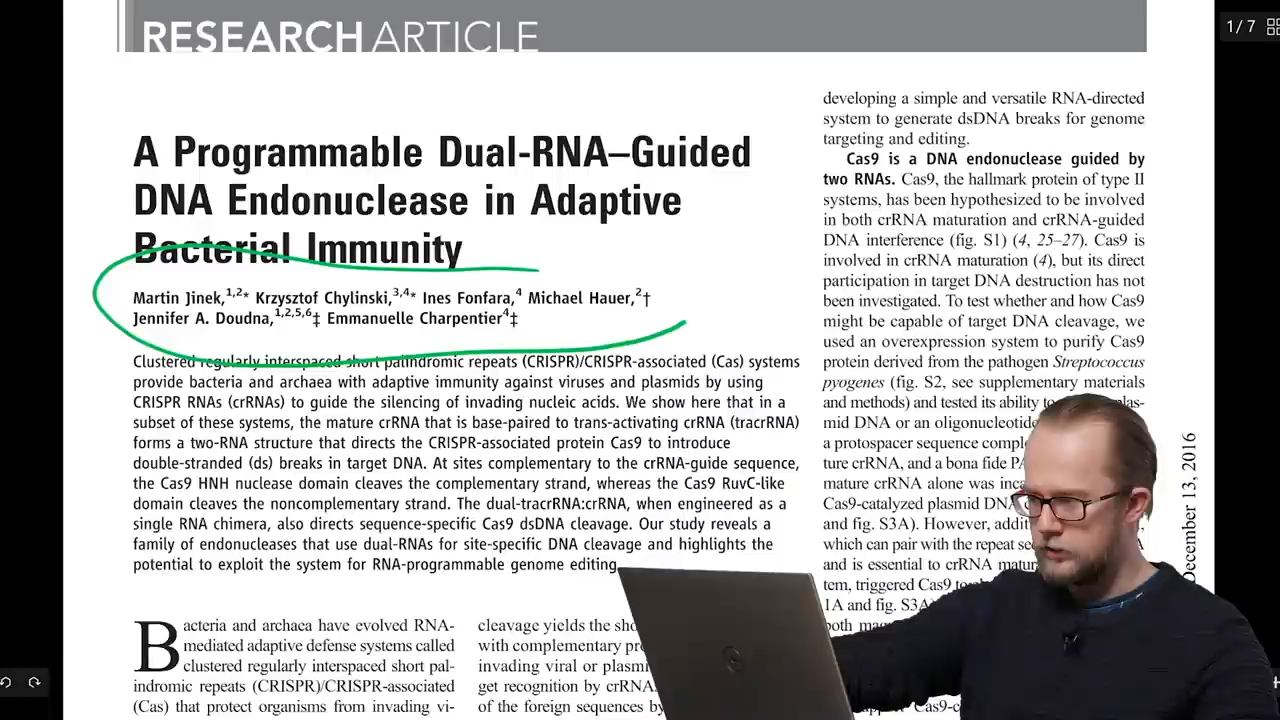 RESEARCH ARTICLE
1/7
A Programmable Dual-RNA–Guided
DNA Endonuclease in Adaptive
Bacterial Immunity
Martin Jinek,1,2* Krzysztof Chylinski,3,4* Ines Fonfara,4 Michael Hauer,2†
Jennifer A. Doudna,1,2,5,6‡ Emmanuelle Charpentier4‡
Clustered regularly interspaced short palindromic repeats (CRISPR)/CRISPR-associated (Cas) systems
provide bacteria and archaea with adaptive immunity against viruses and plasmids by using
CRISPR RNAs (crRNAs) to guide the silencing of invading nucleic acids. We show here that in a
subset of these systems, the mature crRNA that is base-paired to trans-activating crRNA (tracrRNA)
forms a two-RNA structure that directs the CRISPR-associated protein Cas9 to introduce
double-stranded (ds) breaks in target DNA. At sites complementary to the crRNA-guide sequence,
the Cas9 HNH nuclease domain cleaves the complementary strand, whereas the Cas9 RuvC-like
domain cleaves the noncomplementary strand. The dual-tracrRNA:crRNA, when engineered as a
single RNA chimera, also directs sequence-specific Cas9 dsDNA cleavage. Our study reveals a
family of endonucleases that use dual-RNAs for site-specific DNA cleavage and highlights the
potential to exploit the system for RNA-programmable genome editing.
Bacteria and archaea have evolved RNA-
mediated adaptive defense systems called
clustered regularly interspaced short pal-
indromic repeats (CRISPR)/CRISPR-associated
(Cas) that protect organisms from invading vi-
cleavage yields the
with complementary
invading viral or
get recognition by
of the foreign sequences by
developing a simple and versatile RNA-directed
system to generate dsDNA breaks for genome
targeting and editing.
Cas9 is a DNA endonuclease guided by
two RNAs. Cas9, the hallmark protein of type II
systems, has been hypothesized to be involved
in both crRNA maturation and crRNA-guided
DNA interference (fig. S1) (4, 25–27). Cas9 is
involved in crRNA maturation (4), but its direct
participation in target DNA destruction has not
been investigated. To test whether and how Cas9
might be capable of target DNA cleavage, we
used an overexpression system to purify Cas9
protein derived from the pathogen Streptococcus
pyogenes (fig. S2, see supplementary materials
and methods) and tested its ability to
mid DNA or an oligonucleotide
a protospacer sequence
ture crRNA, and a bona fide
mature crRNA alone was
Cas9-catalyzed plasmid
and fig. S3A). However,
which can pair with the repeat
and is essential to crRNA
tem, triggered Cas9
1A and fig.
both
December 13, 2016